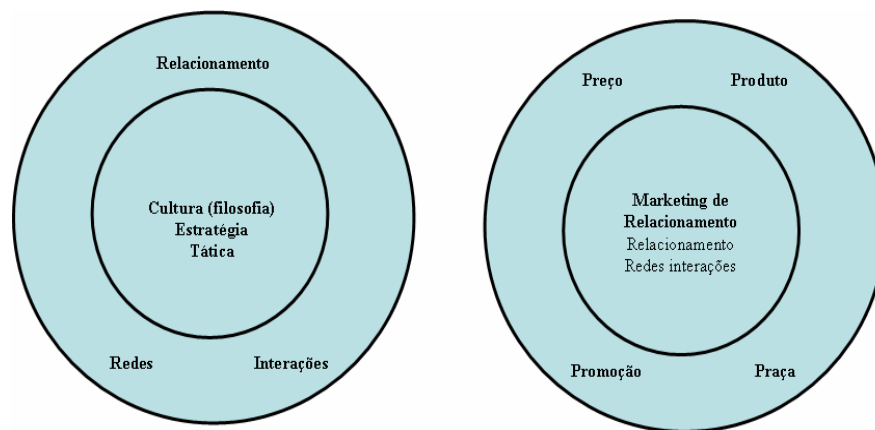 Relacionamento
Cultura (filosofia)
Estratégia
Tática
Redes
Interações
Preço
Produto
Marketing de
Relacionamento
Relacionamento
Redes interações
Promoção
Praça